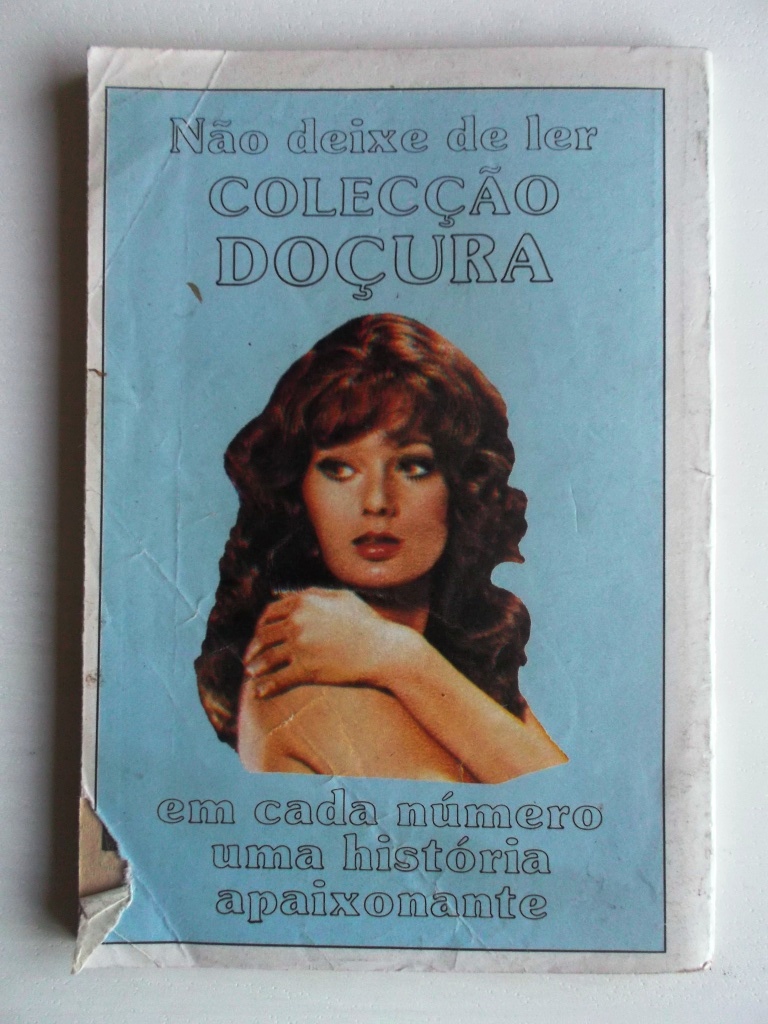 Não deixe de ler
COLECÇÃO
DOÇURA
em cada número
uma história
apaixonante